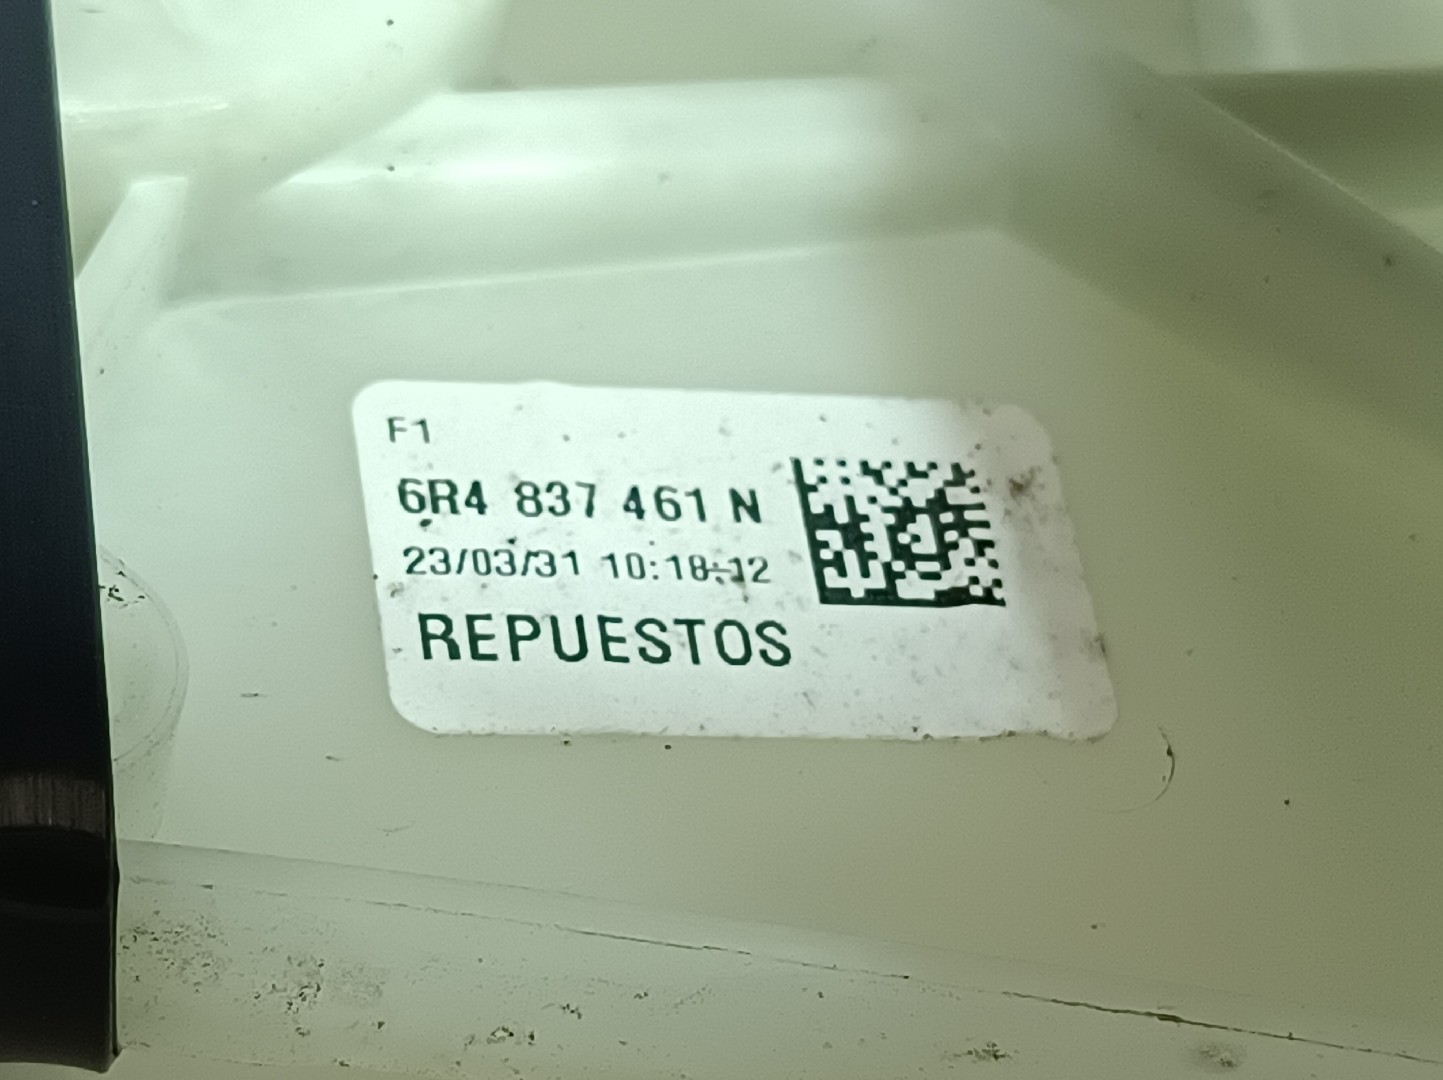 F1
6R4 837 461 N
23/03/31 10:18:12
REPUESTOS